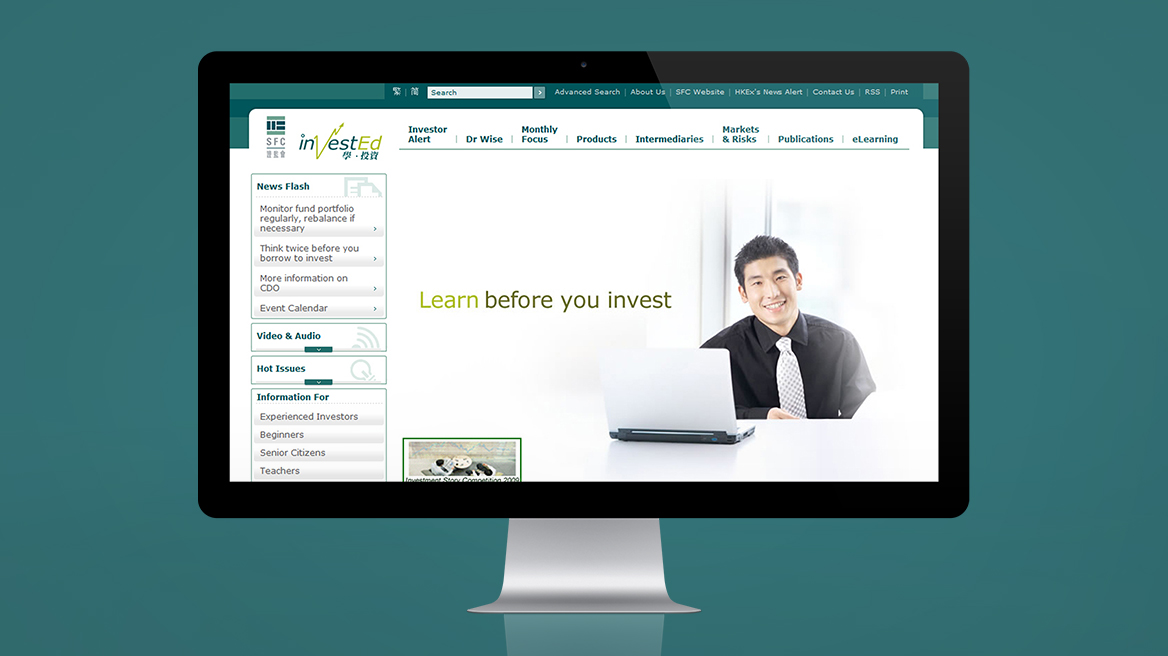 繁 | 簡
Search
Advanced Search | About Us | SFC Website | HKEx's News Alert | Contact Us | RSS | Print
SFC
證監會
inVestEd
學・投資
Investor
Alert
Dr Wise
Monthly
Focus
Products
Intermediaries
Markets
& Risks
Publications
eLearning
News Flash
Monitor fund portfolio
regularly, rebalance if
necessary
Think twice before you
borrow to invest
More information on
CDO
Event Calendar
Video & Audio
Hot Issues
Information For
Experienced Investors
Beginners
Senior Citizens
Teachers
Learn before you invest
Investment Story Competition 2009